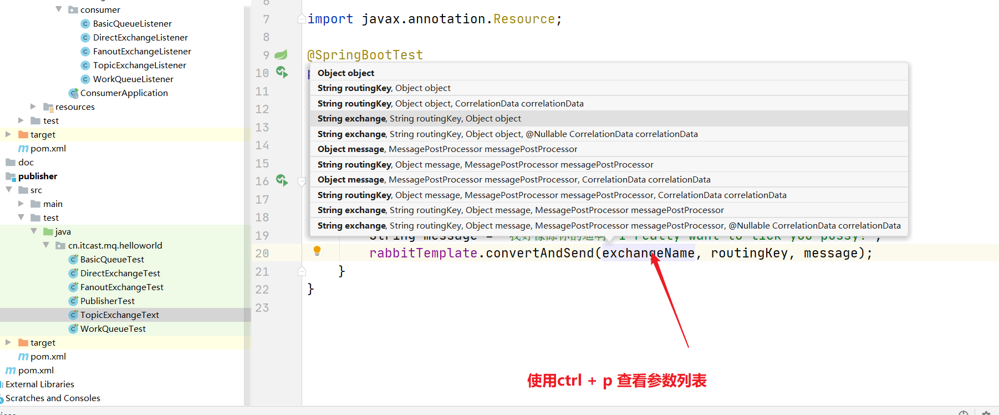 consumer
BasicQueueListener
DirectExchangeListener
FanoutExchangeListener
TopicExchangeListener
WorkQueueListener
ConsumerApplication
resources
test
target
pom.xml
doc
publisher
src
main
test
java
cn.itcast.mq.helloworld
BasicQueueTest
DirectExchangeTest
FanoutExchangeTest
PublisherTest
TopicExchangeText
WorkQueueTest
target
pom.xml
pom.xml
External Libraries
Scratches and Consoles
6
7 import javax.annotation.Resource;
8
9 @SpringBootTest
10
11
12
13
14
15
16
17
18
Object object
String routingKey, Object object
String routingKey, Object object, CorrelationData correlationData
String exchange, String routingKey, Object object
String exchange, String routingKey, Object object, @Nullable CorrelationData correlationData
Object message, MessagePostProcessor messagePostProcessor
String routingKey, Object message, MessagePostProcessor messagePostProcessor
Object message, MessagePostProcessor messagePostProcessor, CorrelationData correlationData
String routingKey, Object message, MessagePostProcessor messagePostProcessor, CorrelationData correlationData
String exchange, String routingKey, Object message, MessagePostProcessor messagePostProcessor
String exchange, String routingKey, Object message, MessagePostProcessor messagePostProcessor, @Nullable CorrelationData correlationData
19 String message =
20 rabbitTemplate.convertAndSend(exchangeName, routingKey, message);
21 }
22 }
23
使用ctrl + p 查看参数列表